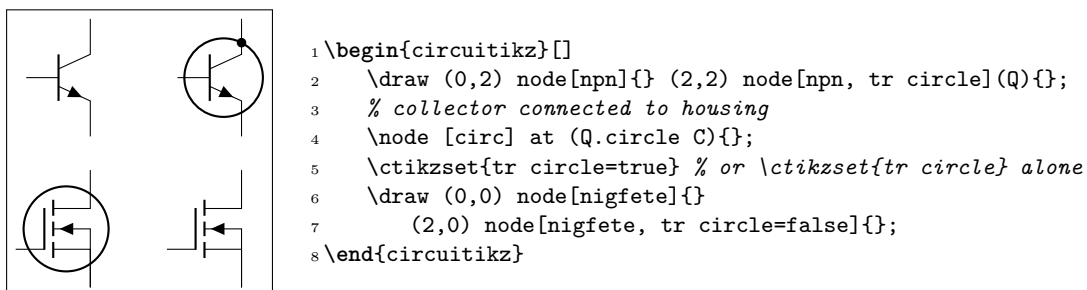 1 \begin{circuitikz}[]
2     \draw (0,2) node[npn]{} (2,2) node[npn, tr circle](Q){};
3     % collector connected to housing
4     \node [circ] at (Q.circle C){};
5     \ctikzset{tr circle=true} % or \ctikzset{tr circle} alone
6     \draw (0,0) node[nigfete]{}
7        (2,0) node[nigfete, tr circle=false]{};
8 \end{circuitikz}